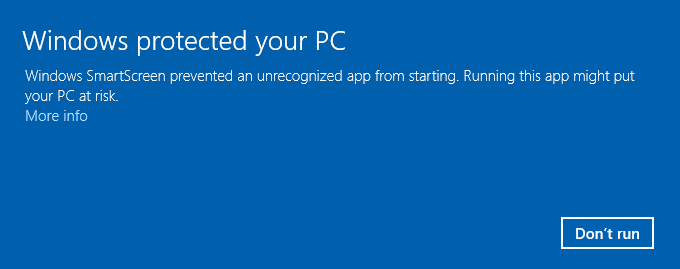 Windows protected your PC
Windows SmartScreen prevented an unrecognized app from starting. Running this app might put
your PC at risk.
More info
Don't run